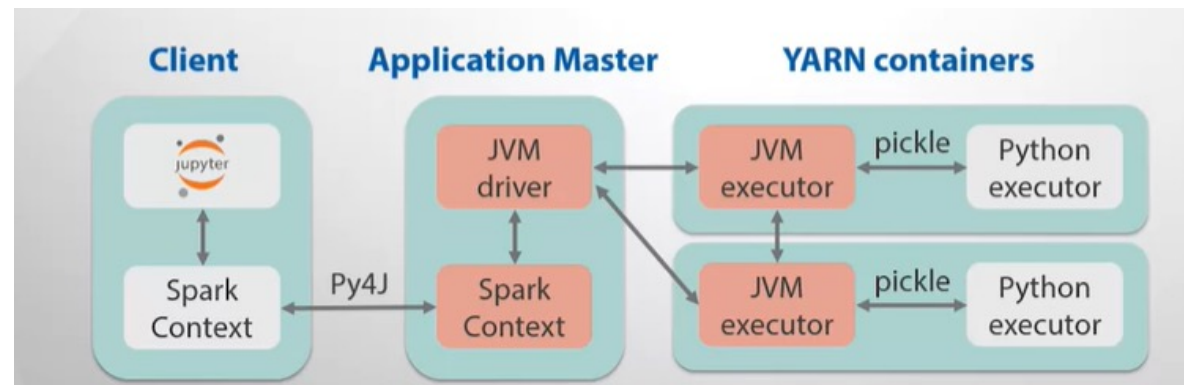 Client
Application Master
YARN containers
jupyter
JVM
driver
JVM
executor
pickle
Python
executor
Spark
Context
Py4J
Spark
Context
JVM
executor
pickle
Python
executor